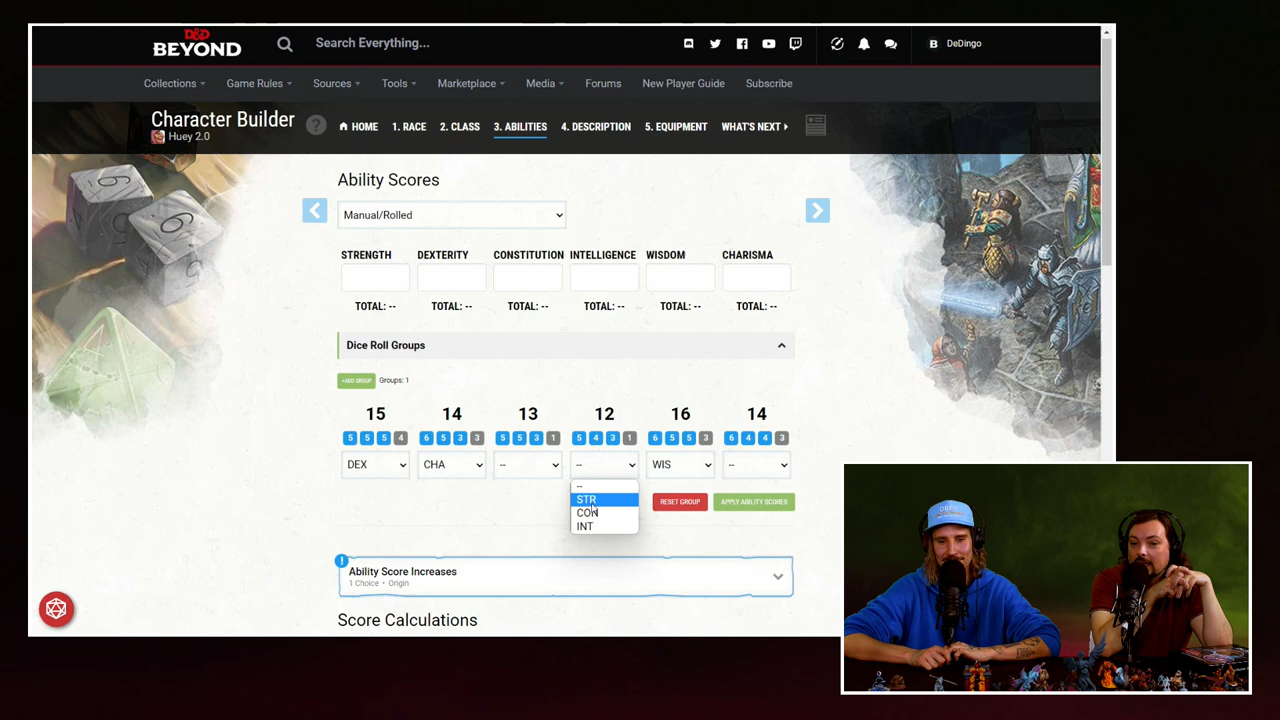 D&D
BEYOND
Search Everything...
B DeDingo
Collections Game Rules Sources Tools Marketplace Media Forums New Player Guide Subscribe
Character Builder
Huey 2.0
? HOME 1. RACE 2. CLASS 3. ABILITIES 4. DESCRIPTION 5. EQUIPMENT WHAT'S NEXT
Ability Scores
Manual/Rolled
STRENGTH DEXTERITY CONSTITUTION INTELLIGENCE WISDOM CHARISMA
TOTAL: -- TOTAL: -- TOTAL: -- TOTAL: -- TOTAL: -- TOTAL: --
Dice Roll Groups
+ADD GROUP Groups: 1
15 14 13 12 16 14
5 5 5 4 6 5 3 3 5 5 3 1 5 4 3 1 6 5 5 3 6 4 4 3
DEX CHA -- -- WIS --
--
STR
CON
INT
RESET GROUP APPLY ABILITY SCORES
!
Ability Score Increases
1 Choice • Origin
Score Calculations